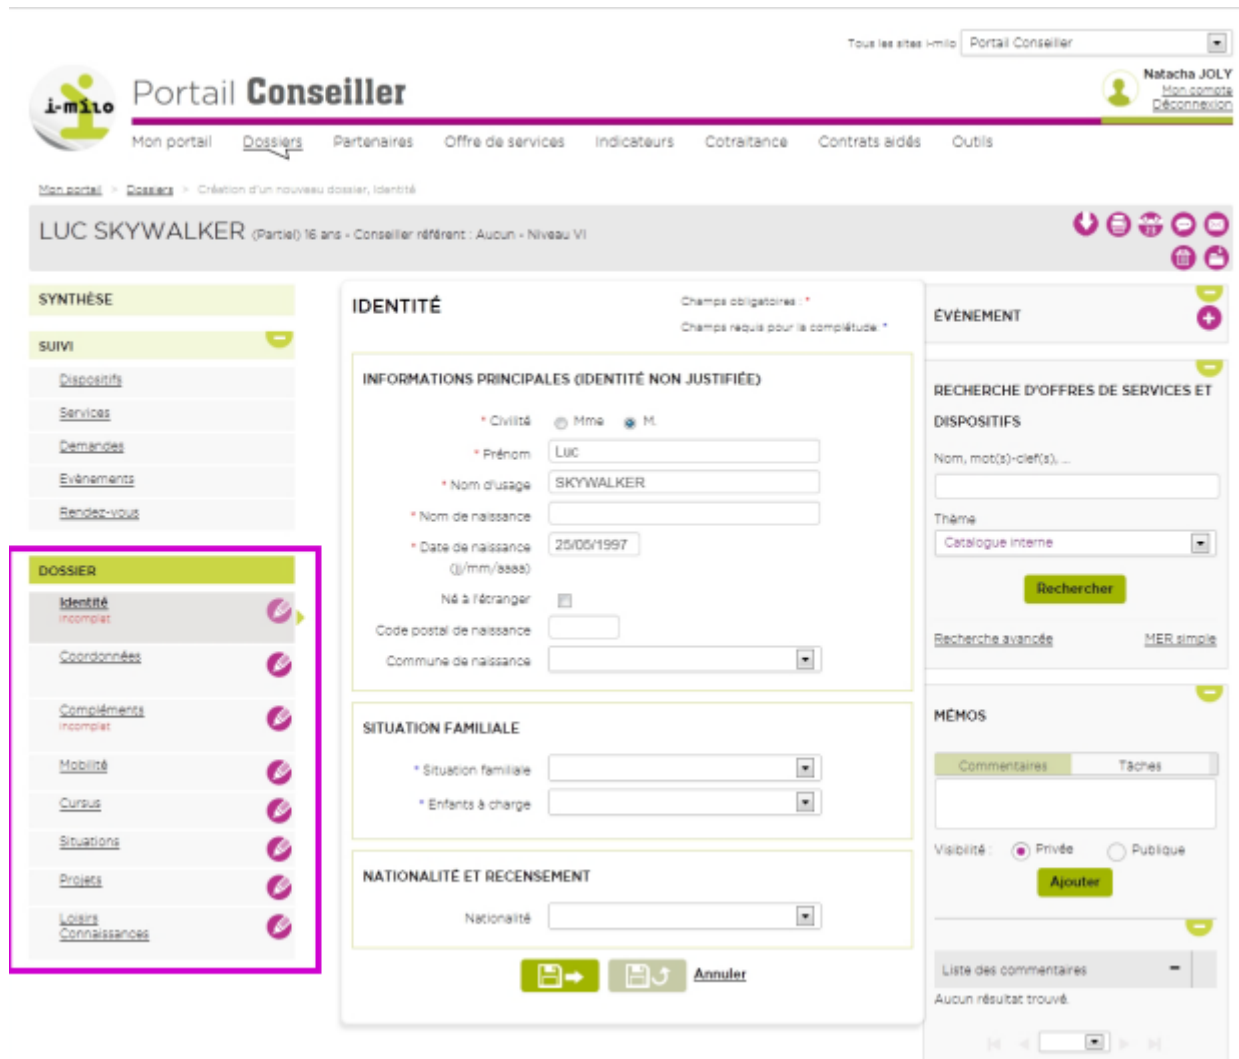 Tous les sites i-milo Portail Conseiller
i-milo
Portail Conseiller
Natacha JOLY
Mon compte
Déconnexion
Mon portail Dossiers Partenaires Offre de services Indicateurs Cotraitance Contrats aidés Outils
Mon portail > Dossiers > Création d'un nouveau dossier, Identité
LUC SKYWALKER (Partiel) 16 ans - Conseiller référent : Aucun - Niveau VI
SYNTHÈSE
SUIVI
Dispositifs
Services
Demandes
Evènements
Rendez-vous
DOSSIER
Identité
incomplet
Coordonnées
Compléments
incomplet
Mobilité
Cursus
Situations
Projets
Loisirs
Connaissances
IDENTITÉ
Champs obligatoires : *
Champs requis pour la complétude: *
INFORMATIONS PRINCIPALES (IDENTITÉ NON JUSTIFIÉE)
* Civilité Mme M.
* Prénom Luc
* Nom d'usage SKYWALKER
* Nom de naissance
* Date de naissance 25/05/1997
(jj/mm/aaaa)
Né à l'étranger
Code postal de naissance
Commune de naissance
SITUATION FAMILIALE
* Situation familiale
* Enfants à charge
NATIONALITÉ ET RECENSEMENT
Nationalité
Annuler
ÉVÈNEMENT
RECHERCHE D'OFFRES DE SERVICES ET
DISPOSITIFS
Nom, mot(s)-clef(s), ...
Thème
Catalogue interne
Rechercher
Recherche avancée MER simple
MÉMOS
Commentaires Tâches
Visibilité : Privée Publique
Ajouter
Liste des commentaires
Aucun résultat trouvé.